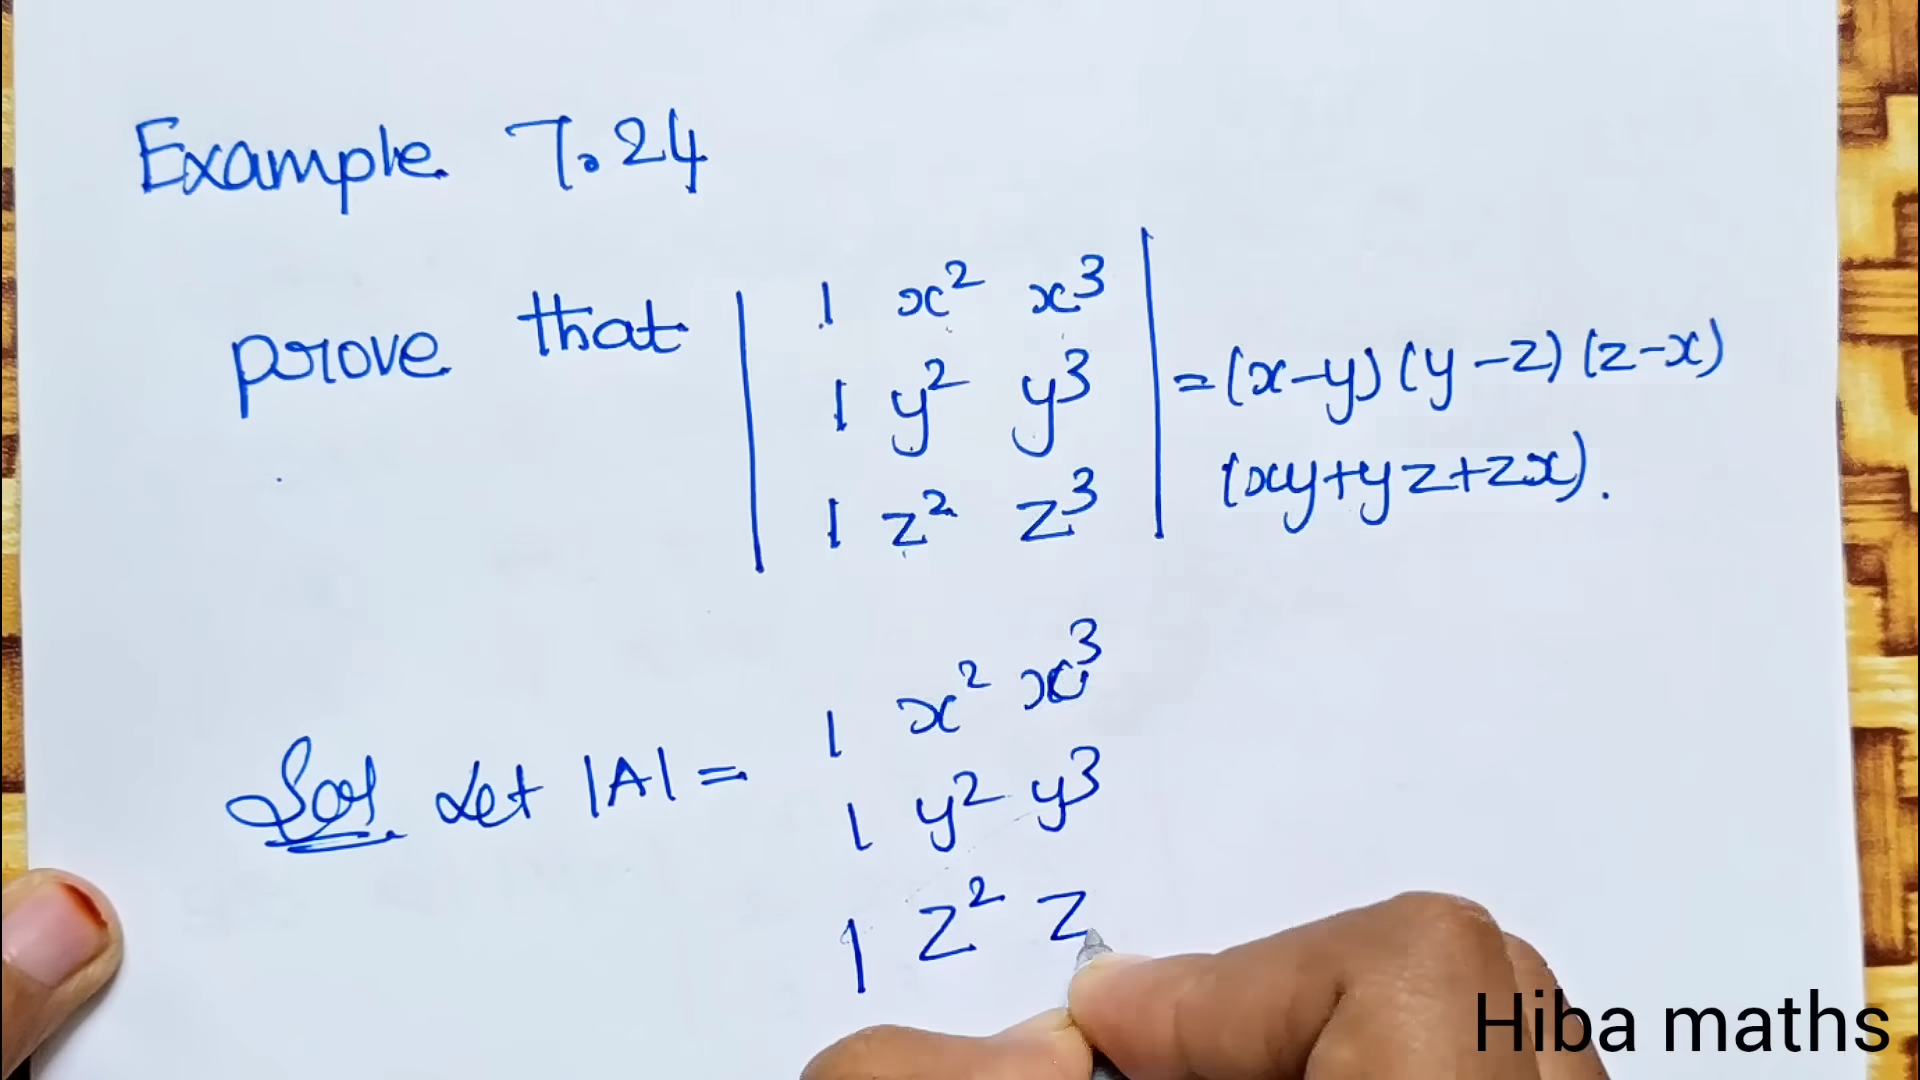 Example 7.24
prove that | 1 x² x³ |
| 1 y² y³ | = (x-y)(y-z)(z-x)
| 1 z² z³ | (xy+yz+zx).
1 x² x³
Sol. Let |A| = 1 y² y³
1 z² z
Hiba maths